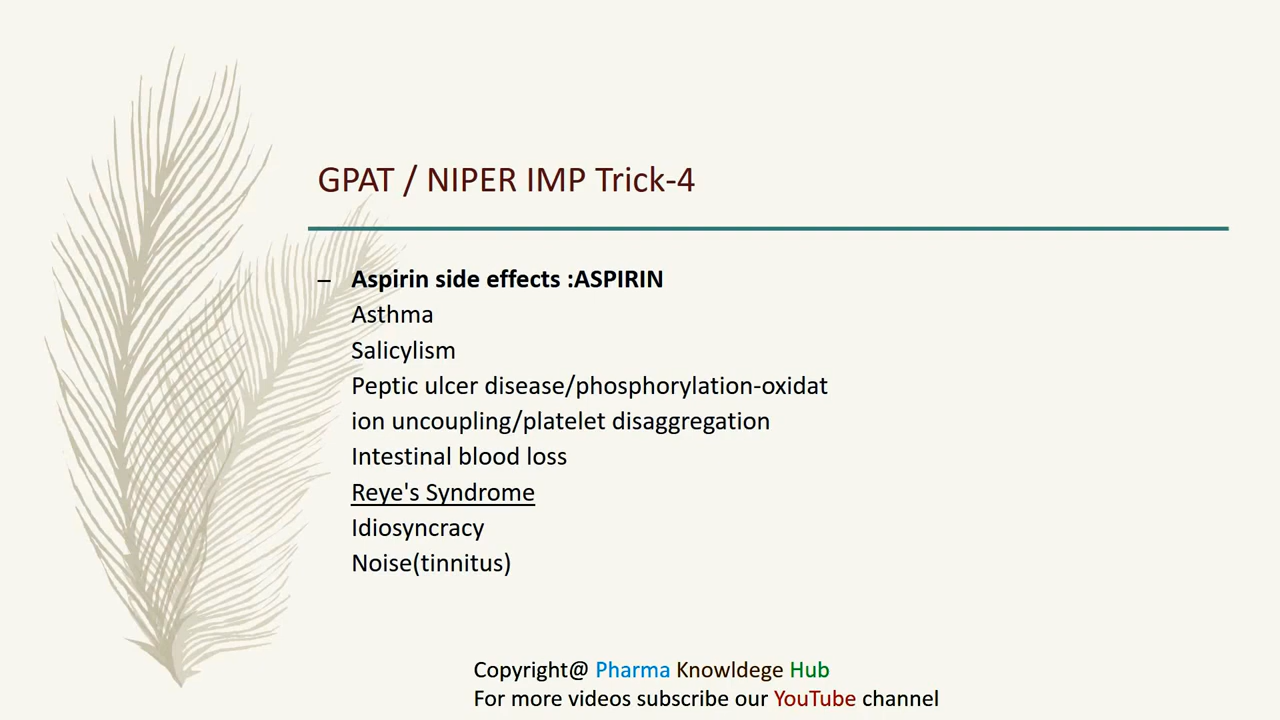 GPAT / NIPER IMP Trick-4
– Aspirin side effects :ASPIRIN
Asthma
Salicylism
Peptic ulcer disease/phosphorylation-oxidat
ion uncoupling/platelet disaggregation
Intestinal blood loss
Reye's Syndrome
Idiosyncracy
Noise(tinnitus)
Copyright@ Pharma Knowldege Hub
For more videos subscribe our YouTube channel